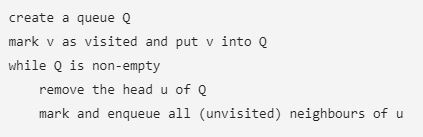 create a queue Q
mark v as visited and put v into Q
while Q is non-empty
remove the head u of Q
mark and enqueue all (unvisited) neighbours of u